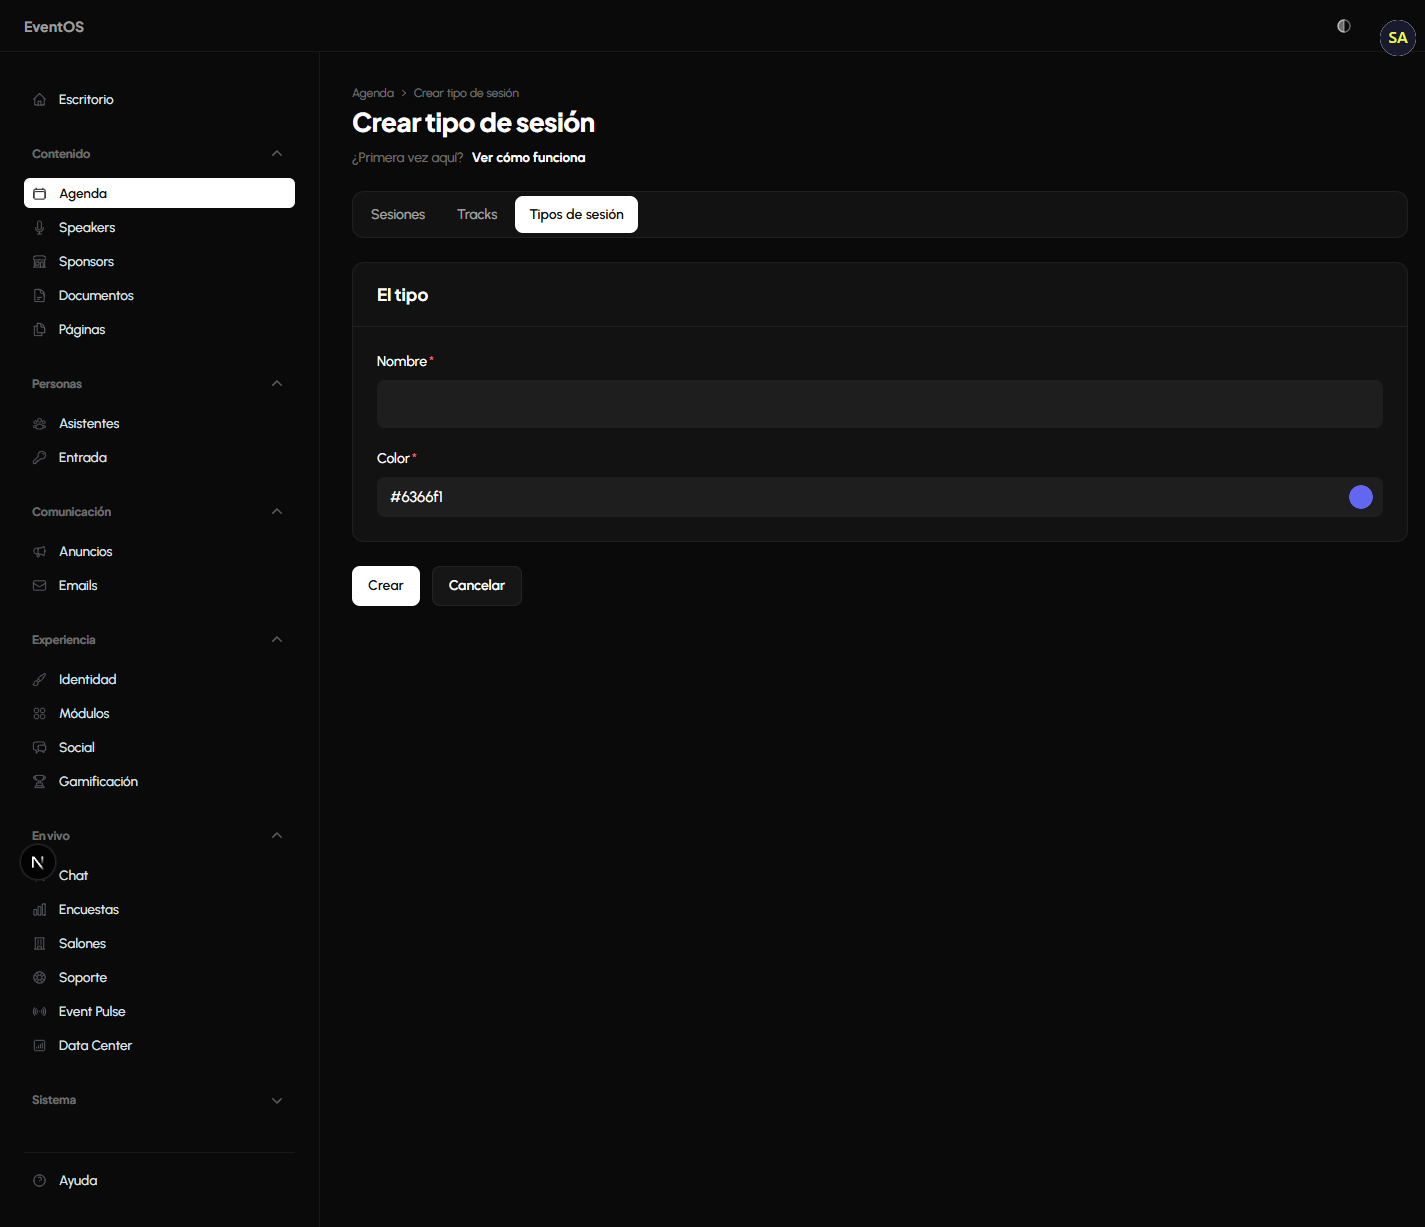 EventOS
SA
Escritorio
Contenido
Agenda
Speakers
Sponsors
Documentos
Páginas
Personas
Asistentes
Entrada
Comunicación
Anuncios
Emails
Experiencia
Identidad
Módulos
Social
Gamificación
En vivo
N
Chat
Encuestas
Salones
Soporte
Event Pulse
Data Center
Sistema
Ayuda
Agenda > Crear tipo de sesión
Crear tipo de sesión
¿Primera vez aquí? Ver cómo funciona
Sesiones Tracks Tipos de sesión
El tipo
Nombre*
Color*
#6366f1
Crear Cancelar